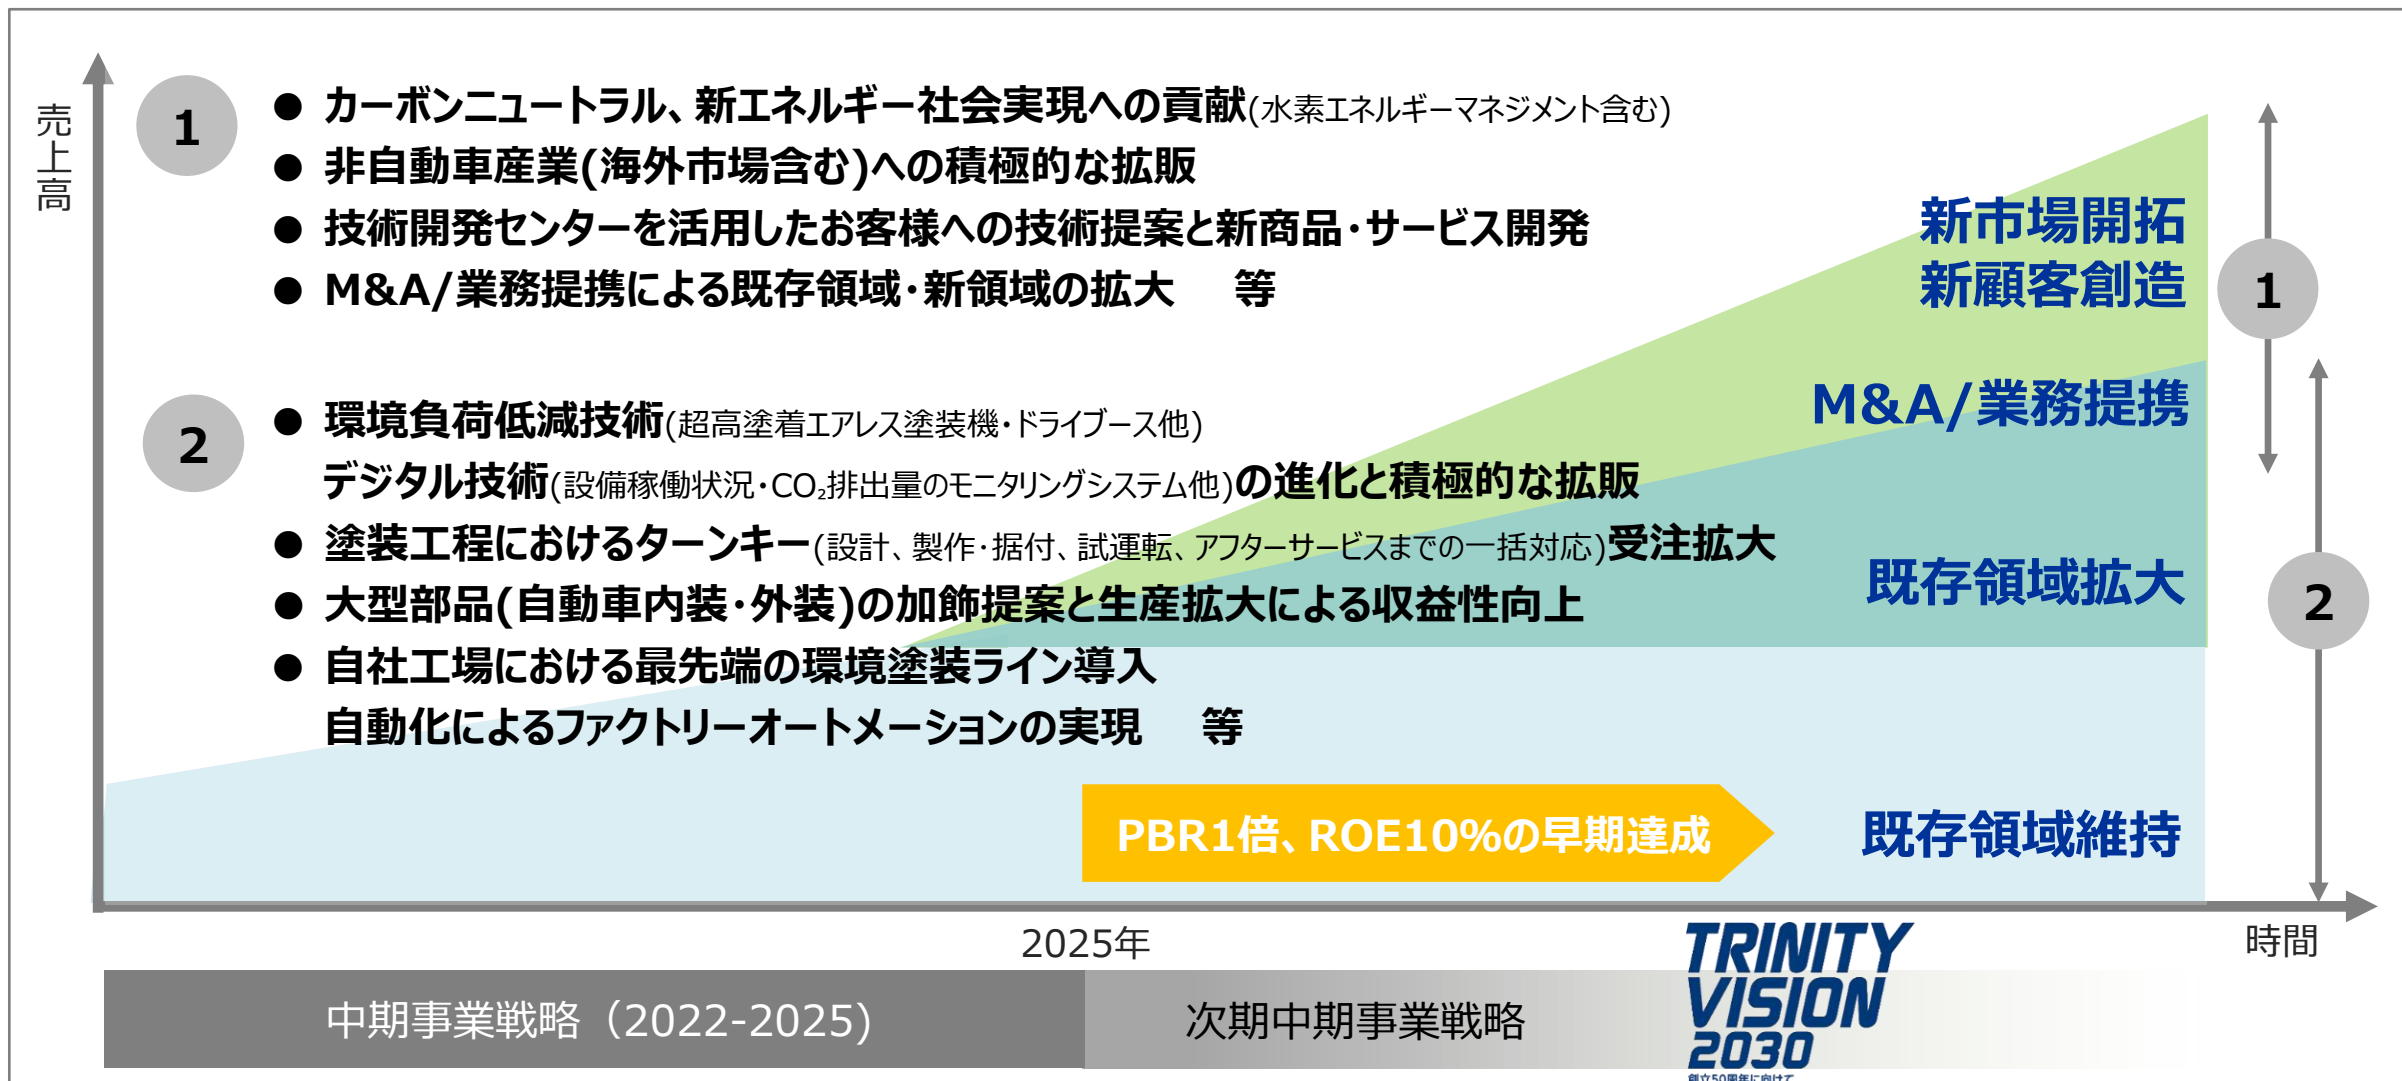 売上高
1
● カーボンニュートラル、新エネルギー社会実現への貢献(水素エネルギーマネジメント含む)
● 非自動車産業(海外市場含む)への積極的な拡販
● 技術開発センターを活用したお客様への技術提案と新商品・サービス開発
● M&A/業務提携による既存領域・新領域の拡大 等
2
● 環境負荷低減技術(超高塗着エアレス塗装機・ドライブース他)
デジタル技術(設備稼働状況・CO₂排出量のモニタリングシステム他)の進化と積極的な拡販
● 塗装工程におけるターンキー(設計、製作・据付、試運転、アフターサービスまでの一括対応)受注拡大
● 大型部品(自動車内装・外装)の加飾提案と生産拡大による収益性向上
● 自社工場における最先端の環境塗装ライン導入
自動化によるファクトリーオートメーションの実現 等
新市場開拓
新顧客創造
M&A/業務提携
既存領域拡大
既存領域維持
1
2
PBR1倍、ROE10%の早期達成
2025年
時間
中期事業戦略（2022-2025)
次期中期事業戦略
TRINITY
VISION
2030
創立50周年に向けて